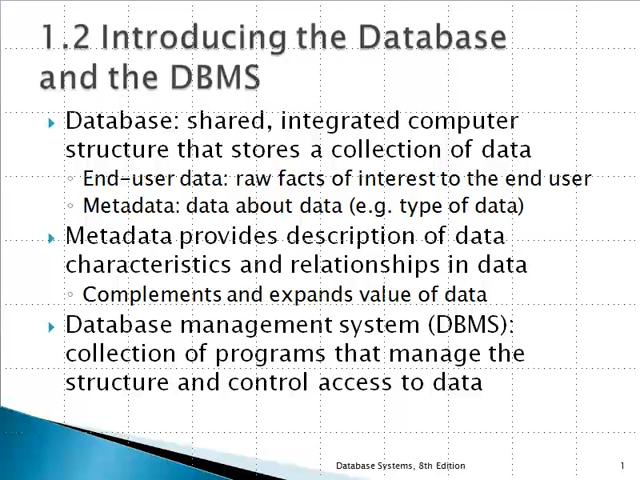 1.2 Introducing the Database
and the DBMS
Database: shared, integrated computer
structure that stores a collection of data
End-user data: raw facts of interest to the end user
Metadata: data about data (e.g. type of data)
Metadata provides description of data
characteristics and relationships in data
Complements and expands value of data
Database management system (DBMS):
collection of programs that manage the
structure and control access to data
Database Systems, 8th Edition
1